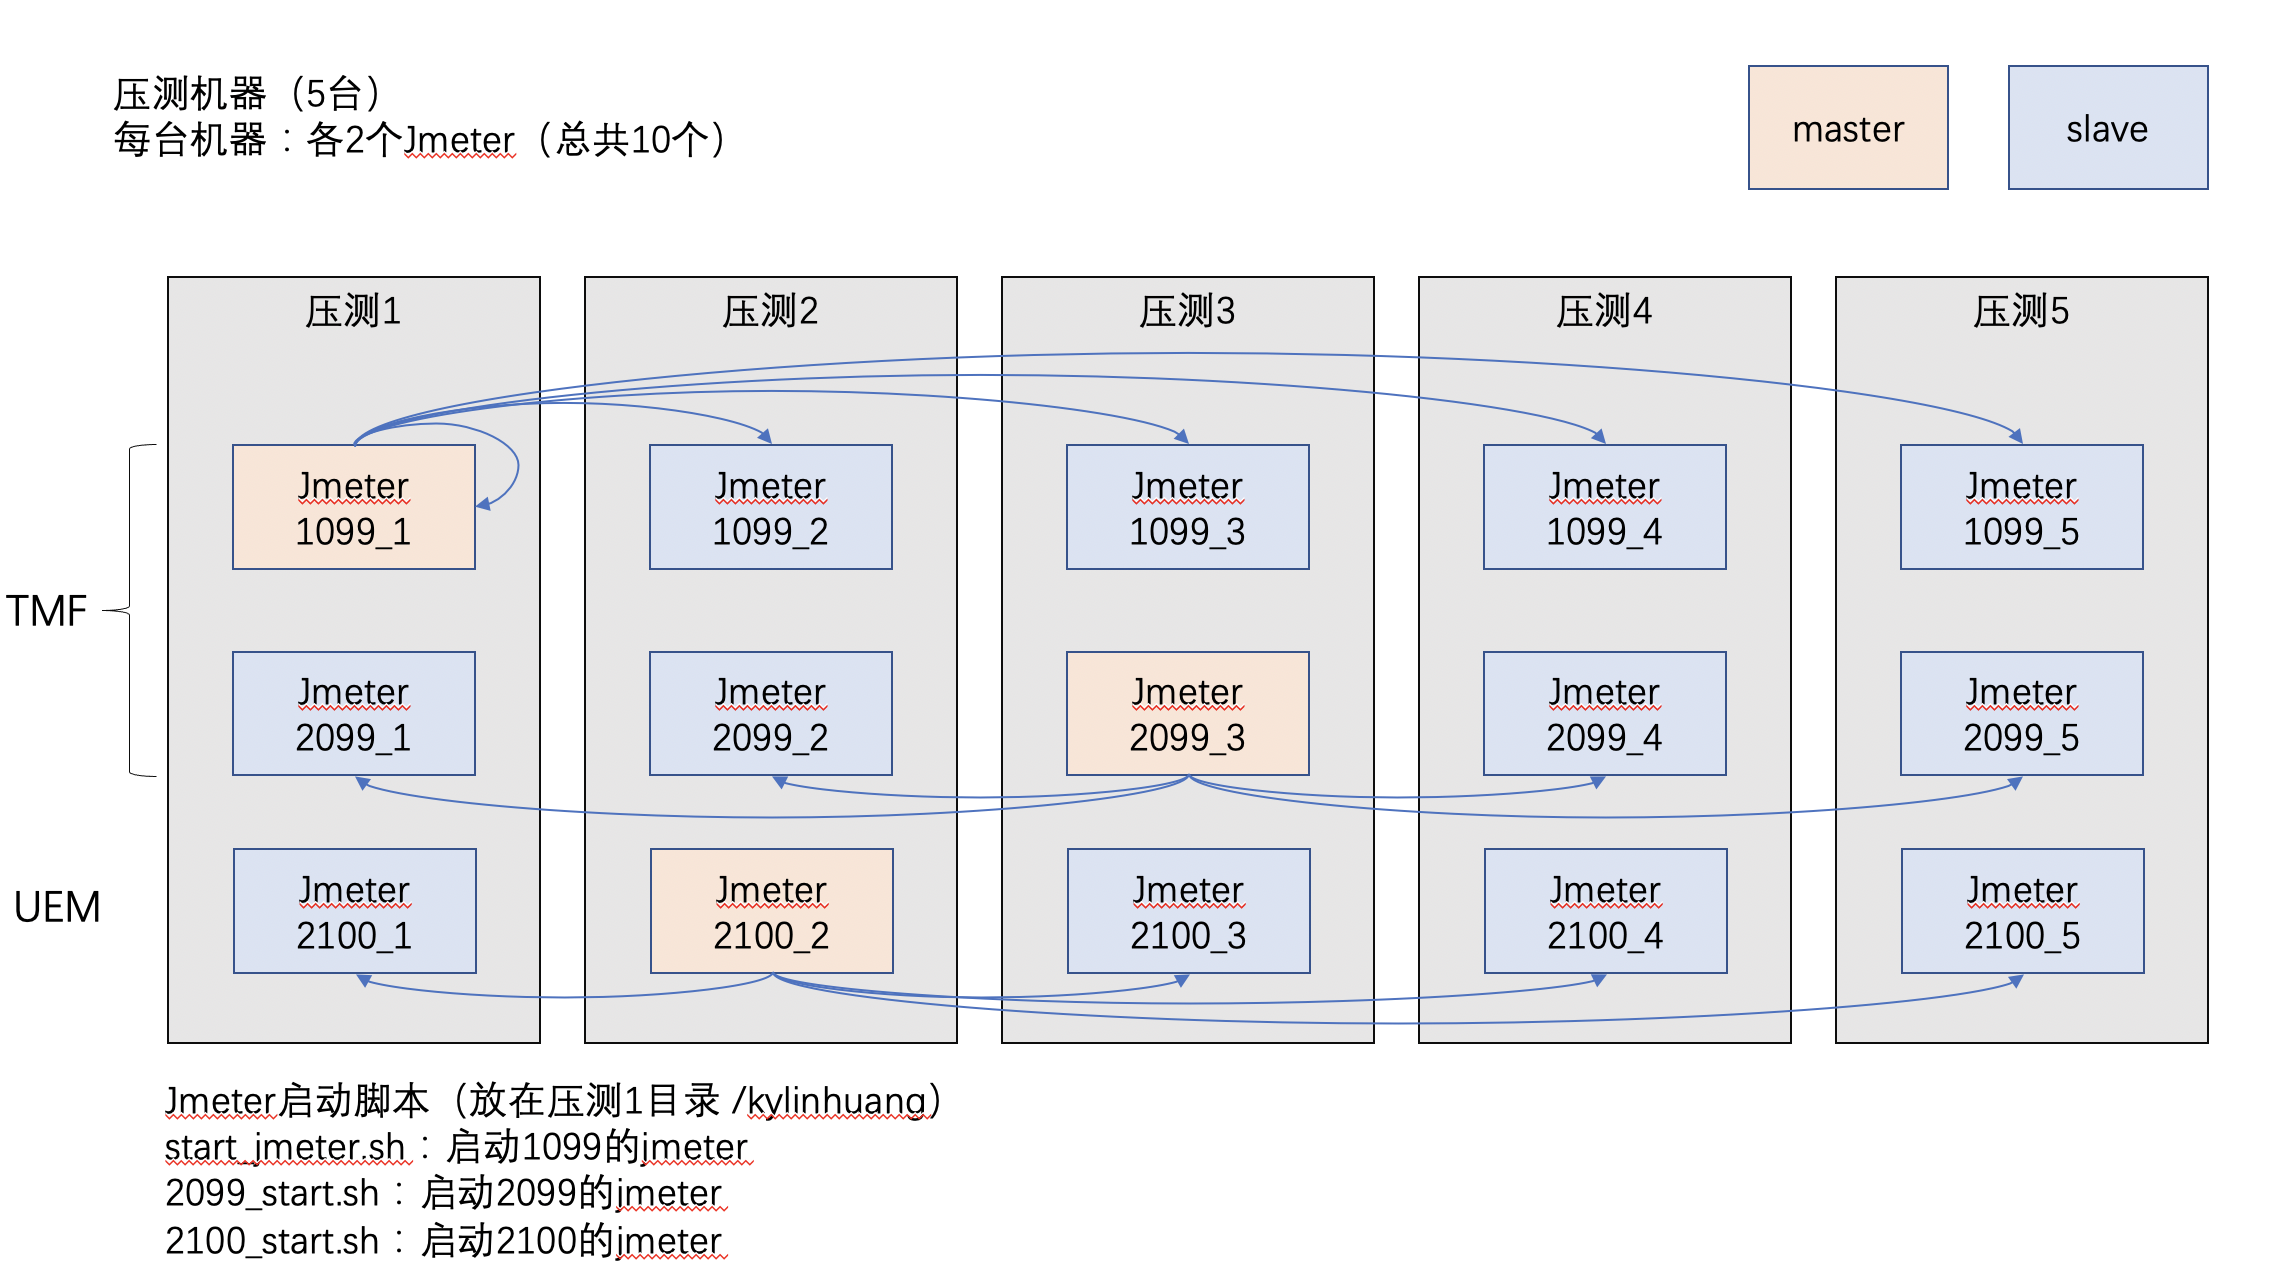 压测机器（5台）
每台机器：各2个Jmeter（总共10个）
master
slave
压测1
压测2
压测3
压测4
压测5
Jmeter
1099_1
Jmeter
1099_2
Jmeter
1099_3
Jmeter
1099_4
Jmeter
1099_5
TMF
Jmeter
2099_1
Jmeter
2099_2
Jmeter
2099_3
Jmeter
2099_4
Jmeter
2099_5
UEM
Jmeter
2100_1
Jmeter
2100_2
Jmeter
2100_3
Jmeter
2100_4
Jmeter
2100_5
Jmeter启动脚本（放在压测1目录 /kylinhuang）
start_jmeter.sh：启动1099的jmeter
2099_start.sh：启动2099的jmeter
2100_start.sh：启动2100的jmeter